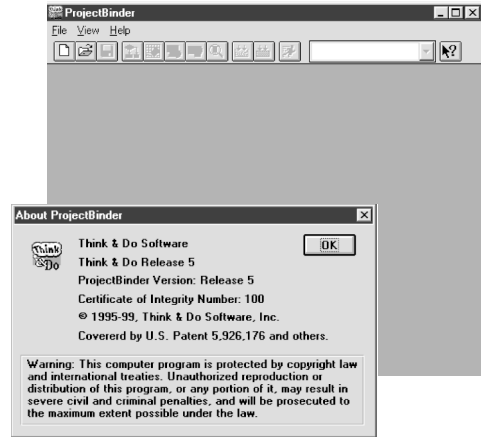 ProjectBinder
File View Help
About ProjectBinder
Think & Do
Think & Do Software
OK
Think & Do Release 5
ProjectBinder Version: Release 5
Certificate of Integrity Number: 100
© 1995-99, Think & Do Software, Inc.
Covererd by U.S. Patent 5,926,176 and others.
Warning: This computer program is protected by copyright law
and international treaties. Unauthorized reproduction or
distribution of this program, or any portion of it, may result in
severe civil and criminal penalties, and will be prosecuted to
the maximum extent possible under the law.